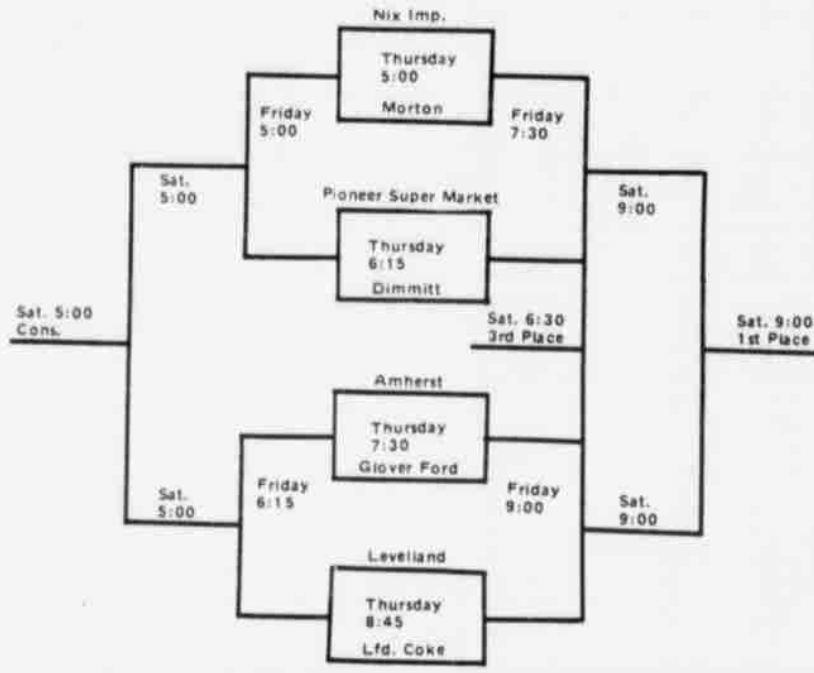 Nix Imp.
Thursday
5:00
Morton
Friday
5:00
Friday
7:30
Sat.
5:00
Sat.
9:00
Pioneer Super Market
Thursday
6:15
Dimmitt
Sat. 5:00
Cons.
Sat. 6:30
3rd Place
Sat. 9:00
1st Place
Amherst
Thursday
7:30
Glover Ford
Friday
6:15
Friday
9:00
Sat.
5:00
Sat.
9:00
Levelland
Thursday
8:45
Lfd. Coke